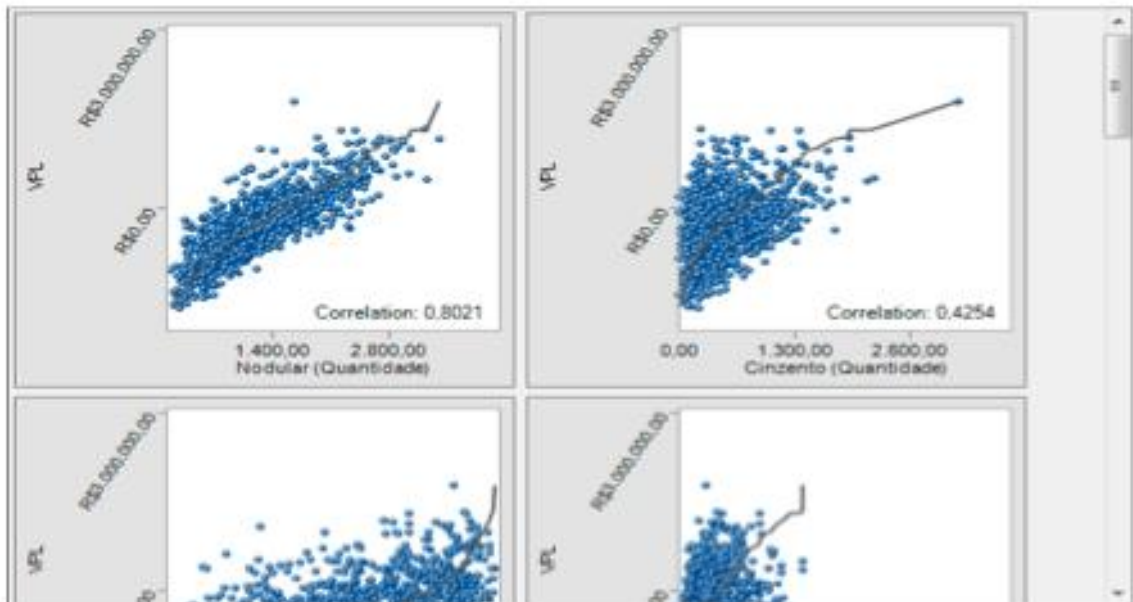 R$3.000.000,00
VPL
R$0,00
Correlation: 0,8021
1.400,00 2.800,00
Nodular (Quantidade)
R$3.000.000,00
VPL
R$0,00
Correlation: 0,4254
0,00 1.300,00 2.600,00
Cinzento (Quantidade)
R$3.000.000,00
VPL
R$3.000.000,00
VPL